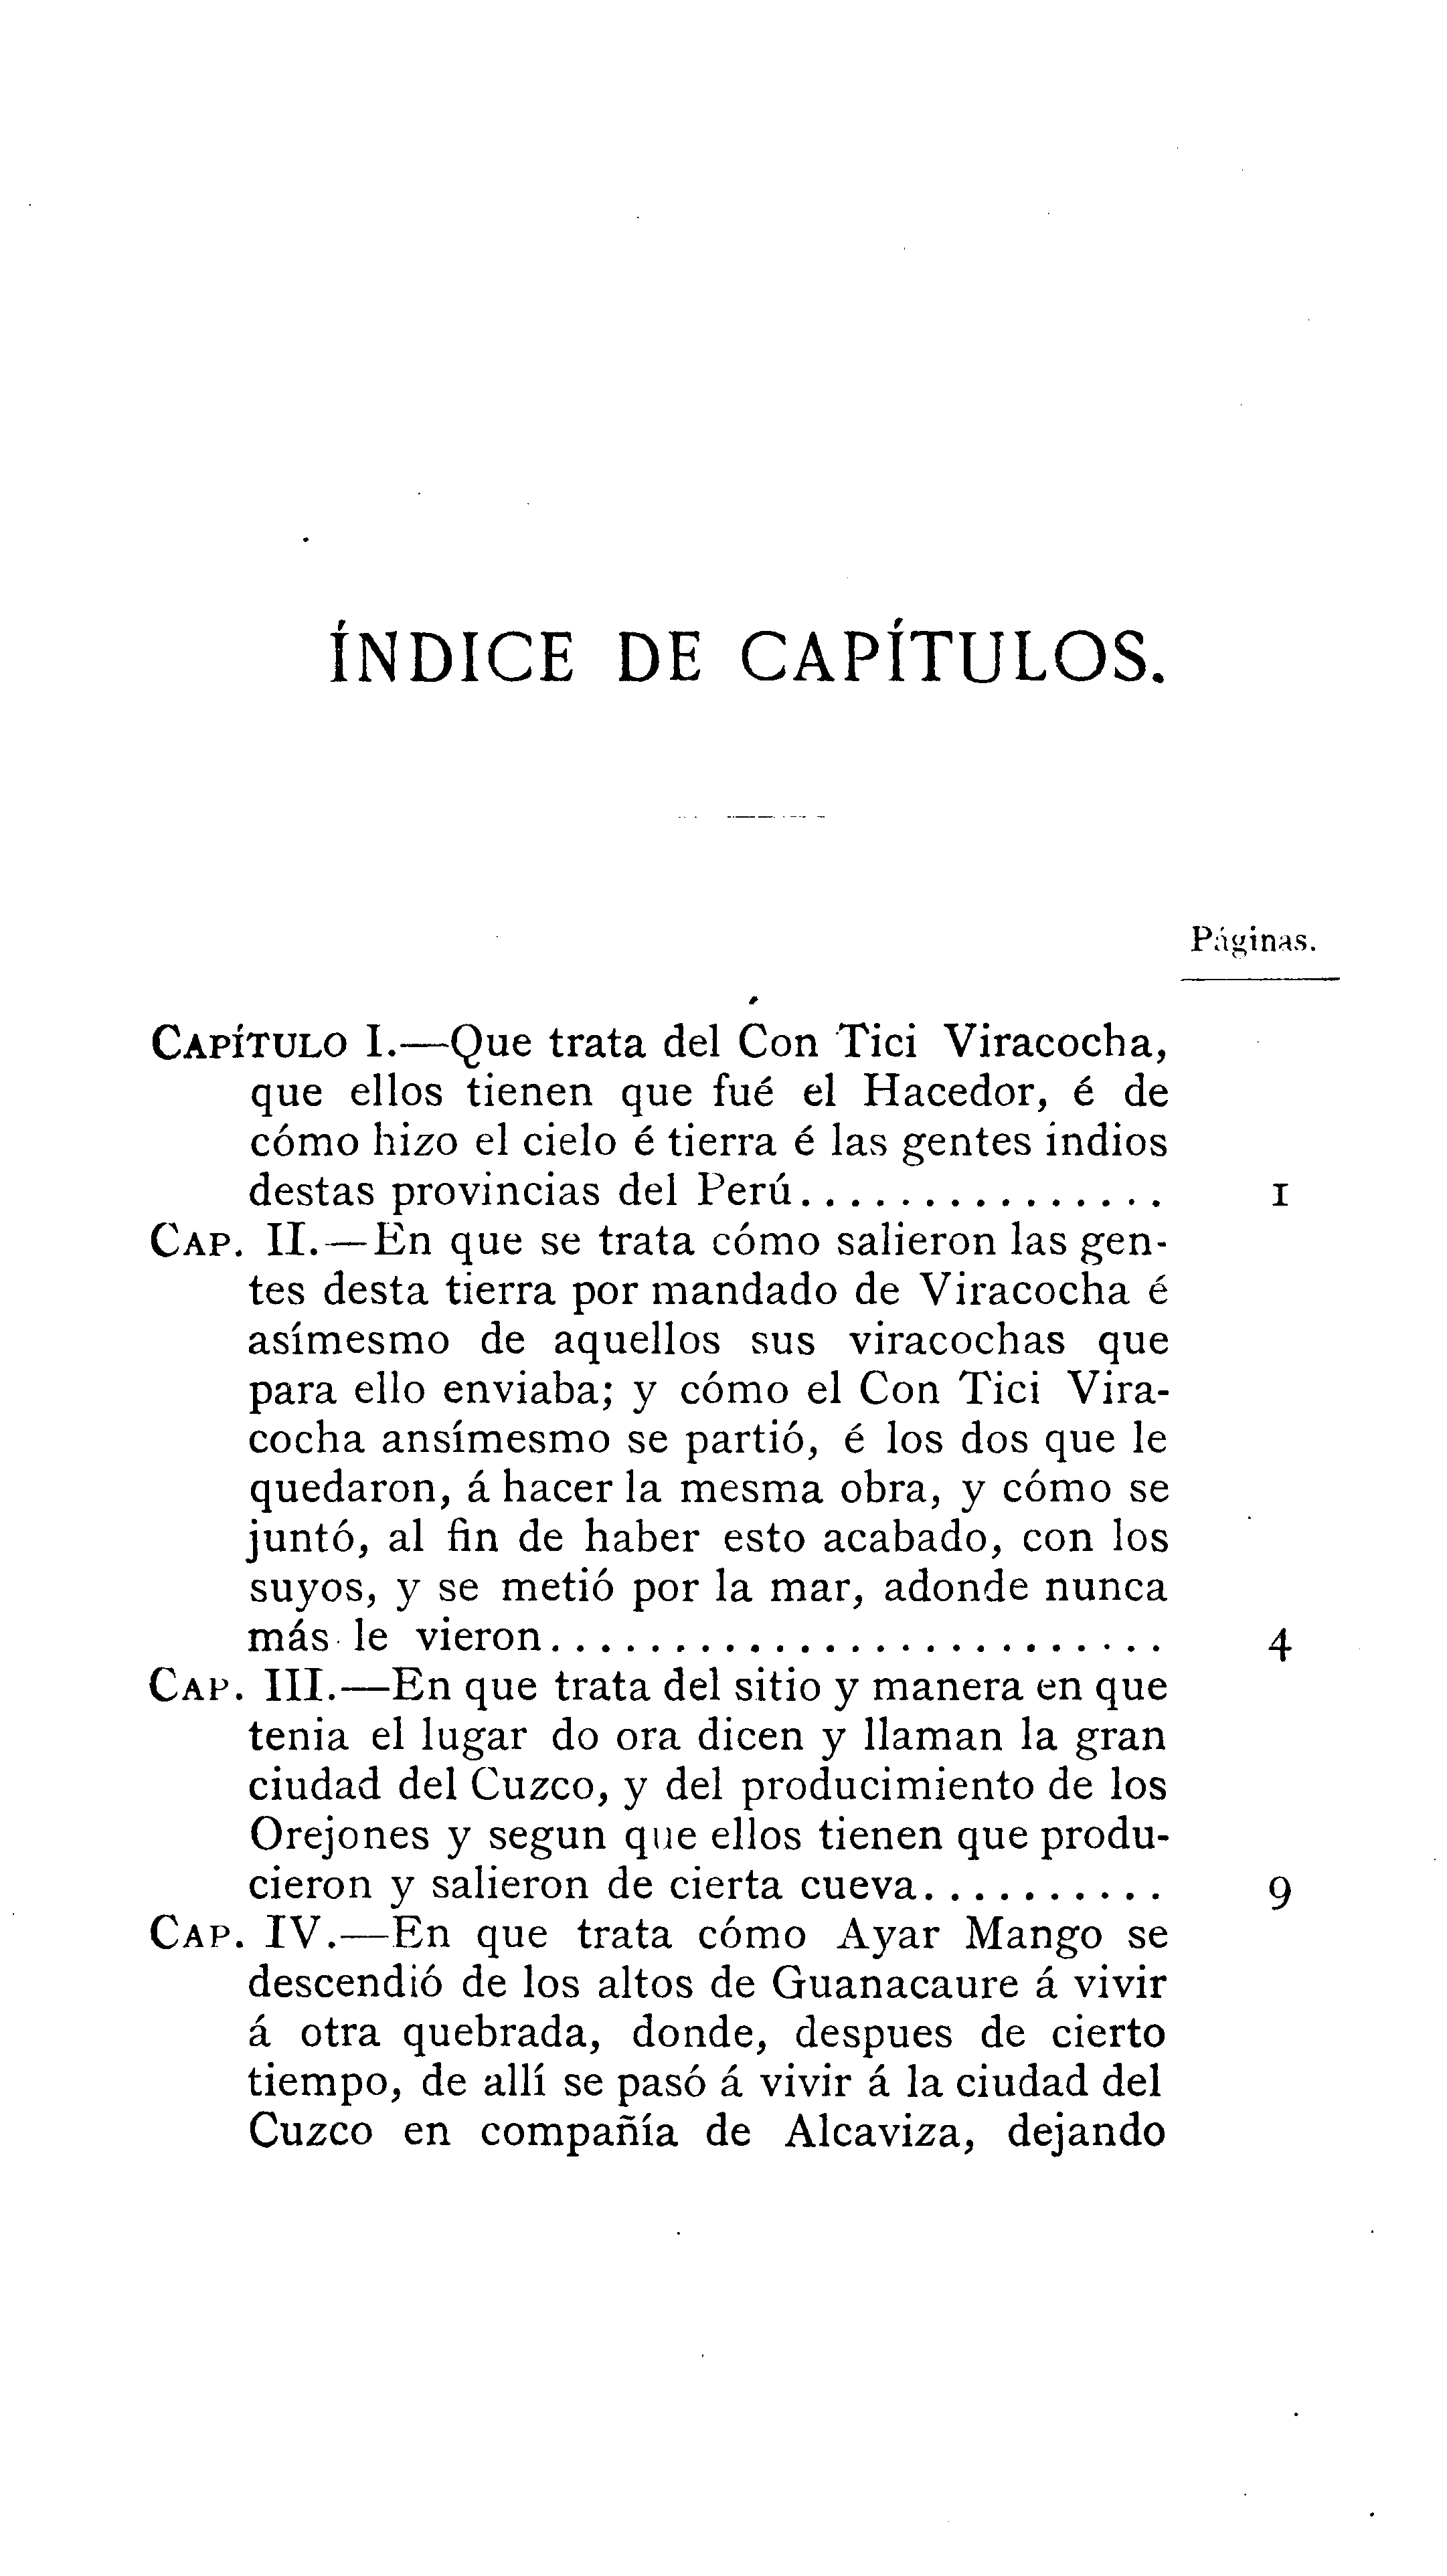 ÍNDICE DE CAPÍTULOS.
Páginas.
CAPÍTULO I.—Que trata del Con Tici Viracocha,
que ellos tienen que fué el Hacedor, é de
cómo hizo el cielo é tierra é las gentes indios
destas provincias del Perú............... 1
CAP. II.—En que se trata cómo salieron las gen-
tes desta tierra por mandado de Viracocha é
asímesmo de aquellos sus viracochas que
para ello enviaba; y cómo el Con Tici Vira-
cocha ansímesmo se partió, é los dos que le
quedaron, á hacer la mesma obra, y cómo se
juntó, al fin de haber esto acabado, con los
suyos, y se metió por la mar, adonde nunca
más le vieron......................... 4
CAP. III.—En que trata del sitio y manera en que
tenia el lugar do ora dicen y llaman la gran
ciudad del Cuzco, y del producimiento de los
Orejones y segun que ellos tienen que produ-
cieron y salieron de cierta cueva.......... 9
CAP. IV.—En que trata cómo Ayar Mango se
descendió de los altos de Guanacaure á vivir
á otra quebrada, donde, despues de cierto
tiempo, de allí se pasó á vivir á la ciudad del
Cuzco en compañía de Alcaviza, dejando